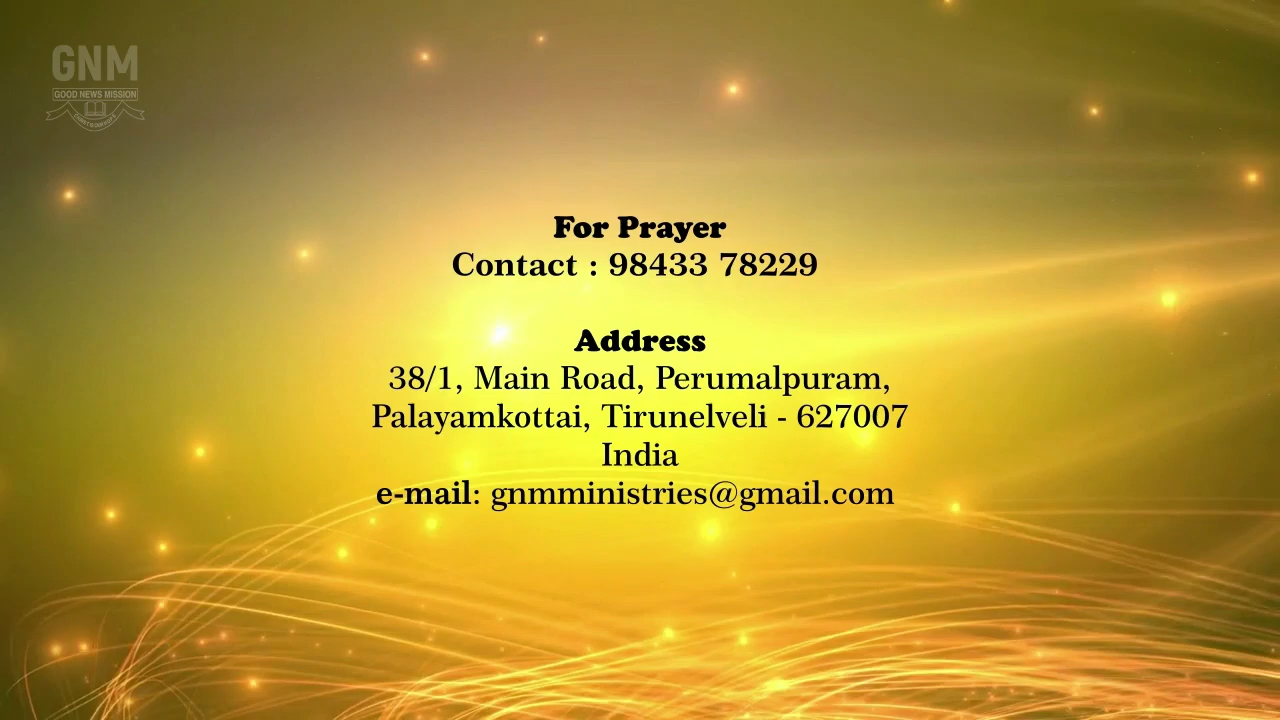 GNM
GOOD NEWS MISSION
For Prayer
Contact : 98433 78229
Address
38/1, Main Road, Perumalpuram,
Palayamkottai, Tirunelveli - 627007
India
e-mail: gnmministries@gmail.com